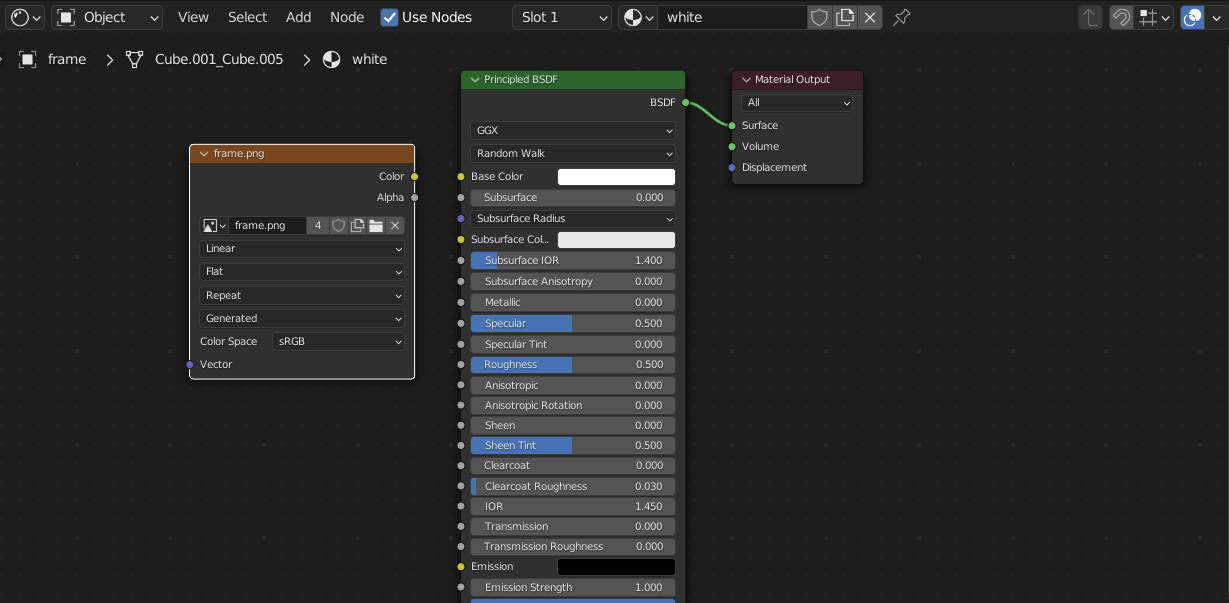 Object View Select Add Node Use Nodes Slot 1 white
frame Cube.001_Cube.005 white
frame.png
Color
Alpha
frame.png 4
Linear
Flat
Repeat
Generated
Color Space sRGB
Vector
Principled BSDF
BSDF
GGX
Random Walk
Base Color
Subsurface 0.000
Subsurface Radius
Subsurface Col...
Subsurface IOR 1.400
Subsurface Anisotropy 0.000
Metallic 0.000
Specular 0.500
Specular Tint 0.000
Roughness 0.500
Anisotropic 0.000
Anisotropic Rotation 0.000
Sheen 0.000
Sheen Tint 0.500
Clearcoat 0.000
Clearcoat Roughness 0.030
IOR 1.450
Transmission 0.000
Transmission Roughness 0.000
Emission
Emission Strength 1.000
Material Output
All
Surface
Volume
Displacement